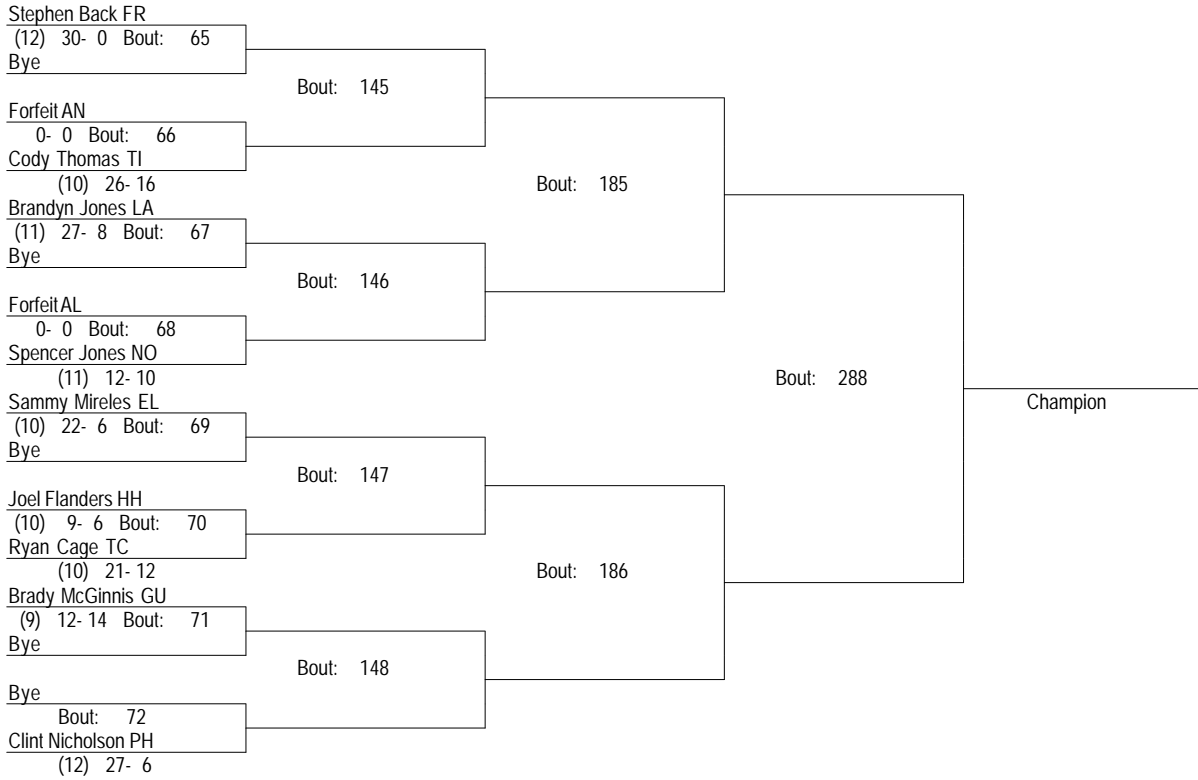 Stephen Back FR
(12) 30- 0 Bout: 65
Bye
Bout: 145
Forfeit AN
0- 0 Bout: 66
Cody Thomas TI
(10) 26- 16
Bout: 185
Brandyn Jones LA
(11) 27- 8 Bout: 67
Bye
Bout: 146
Forfeit AL
0- 0 Bout: 68
Spencer Jones NO
(11) 12- 10
Bout: 288
Champion
Sammy Mireles EL
(10) 22- 6 Bout: 69
Bye
Bout: 147
Joel Flanders HH
(10) 9- 6 Bout: 70
Ryan Cage TC
(10) 21- 12
Bout: 186
Brady McGinnis GU
(9) 12- 14 Bout: 71
Bye
Bout: 148
Bye
Bout: 72
Clint Nicholson PH
(12) 27- 6